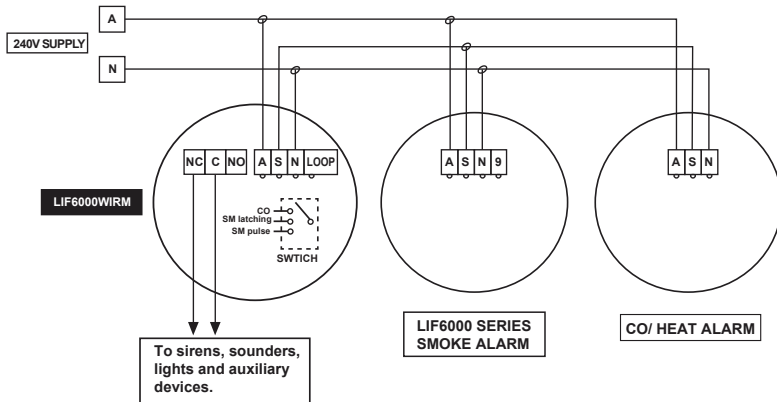 A
240V SUPPLY
N
NC C NO A S N LOOP
A S N 9
A S N
LIF6000WIRM
CO
SM latching
SM pulse
SWTICH
To sirens, sounders,
lights and auxiliary
devices.
LIF6000 SERIES
SMOKE ALARM
CO/ HEAT ALARM